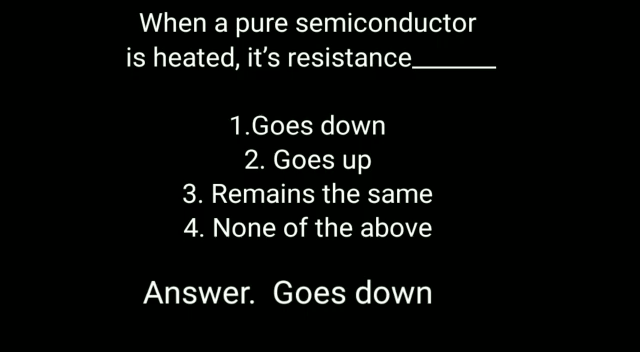 When a pure semiconductor
is heated, it’s resistance_______
1.Goes down
2. Goes up
3. Remains the same
4. None of the above
Answer.  Goes down